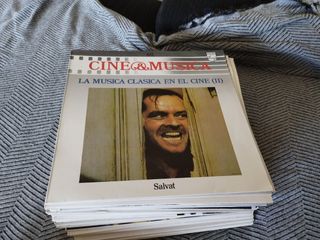 CINE&MUSICA
LA MUSICA CLASICA EN EL CINE (II)
Salvat